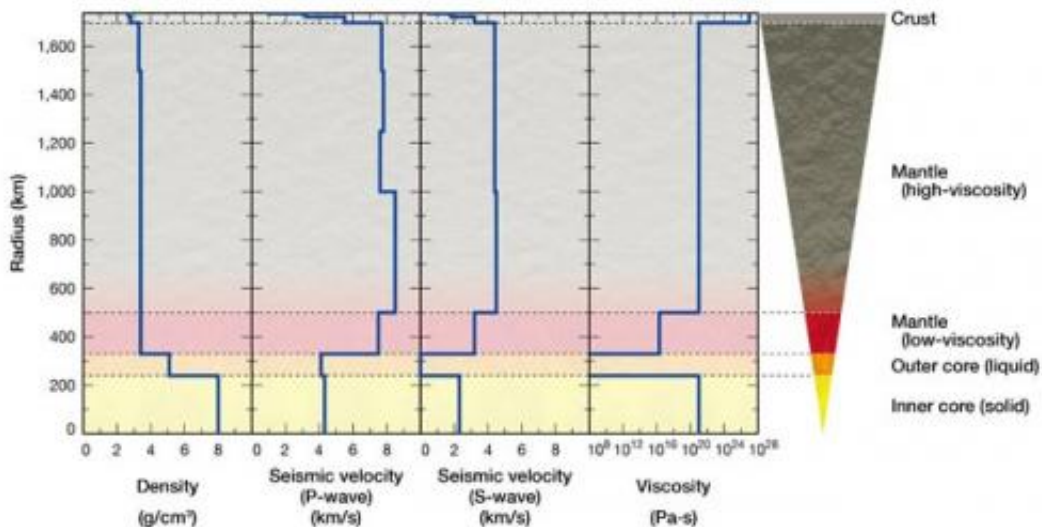 Crust
1,600
1,400
1,200
1,000
800
600
400
200
0
Radius (km)
Mantle
(high-viscosity)
Mantle
(low-viscosity)
Outer core (liquid)
Inner core (solid)
0 2 4 6 8
0 2 4 6 8
0 2 4 6 8
10⁸ 10¹² 10¹⁶ 10²⁰ 10²⁴ 10²⁸
Density
(g/cm³)
Seismic velocity
(P-wave)
(km/s)
Seismic velocity
(S-wave)
(km/s)
Viscosity
(Pa-s)